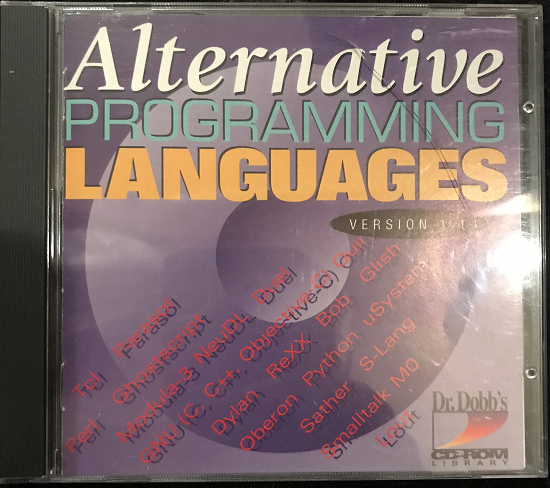 Alternative
PROGRAMMING
LANGUAGES
VERSION 1.1
Tcl Parasol
Perl Ghostscript Duel
Modula-3 NeuDL
GNU (C, C++, Objective-C)
Dylan ReXX Bob Glish
Oberon Python uSystem
Sather S-Lang
Smalltalk MO
Lout
Dr. Dobb's
CD-ROM
LIBRARY